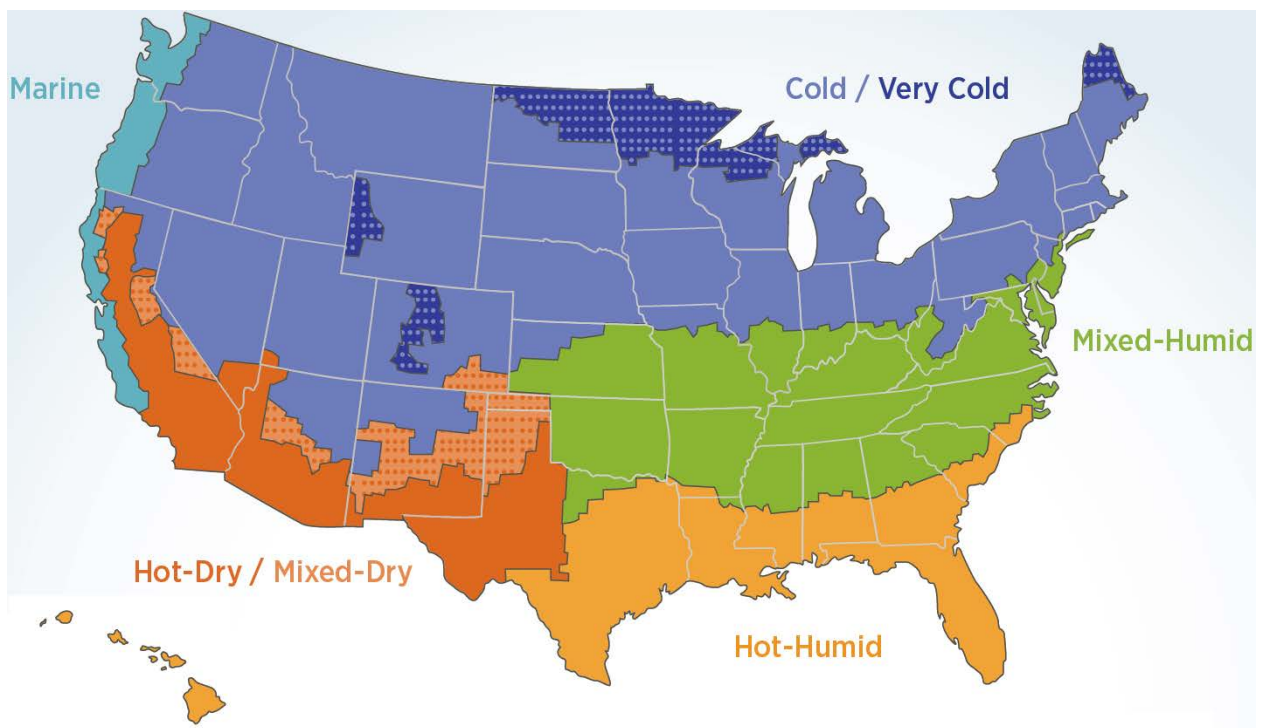 Marine
Cold / Very Cold
Mixed-Humid
Hot-Dry / Mixed-Dry
Hot-Humid